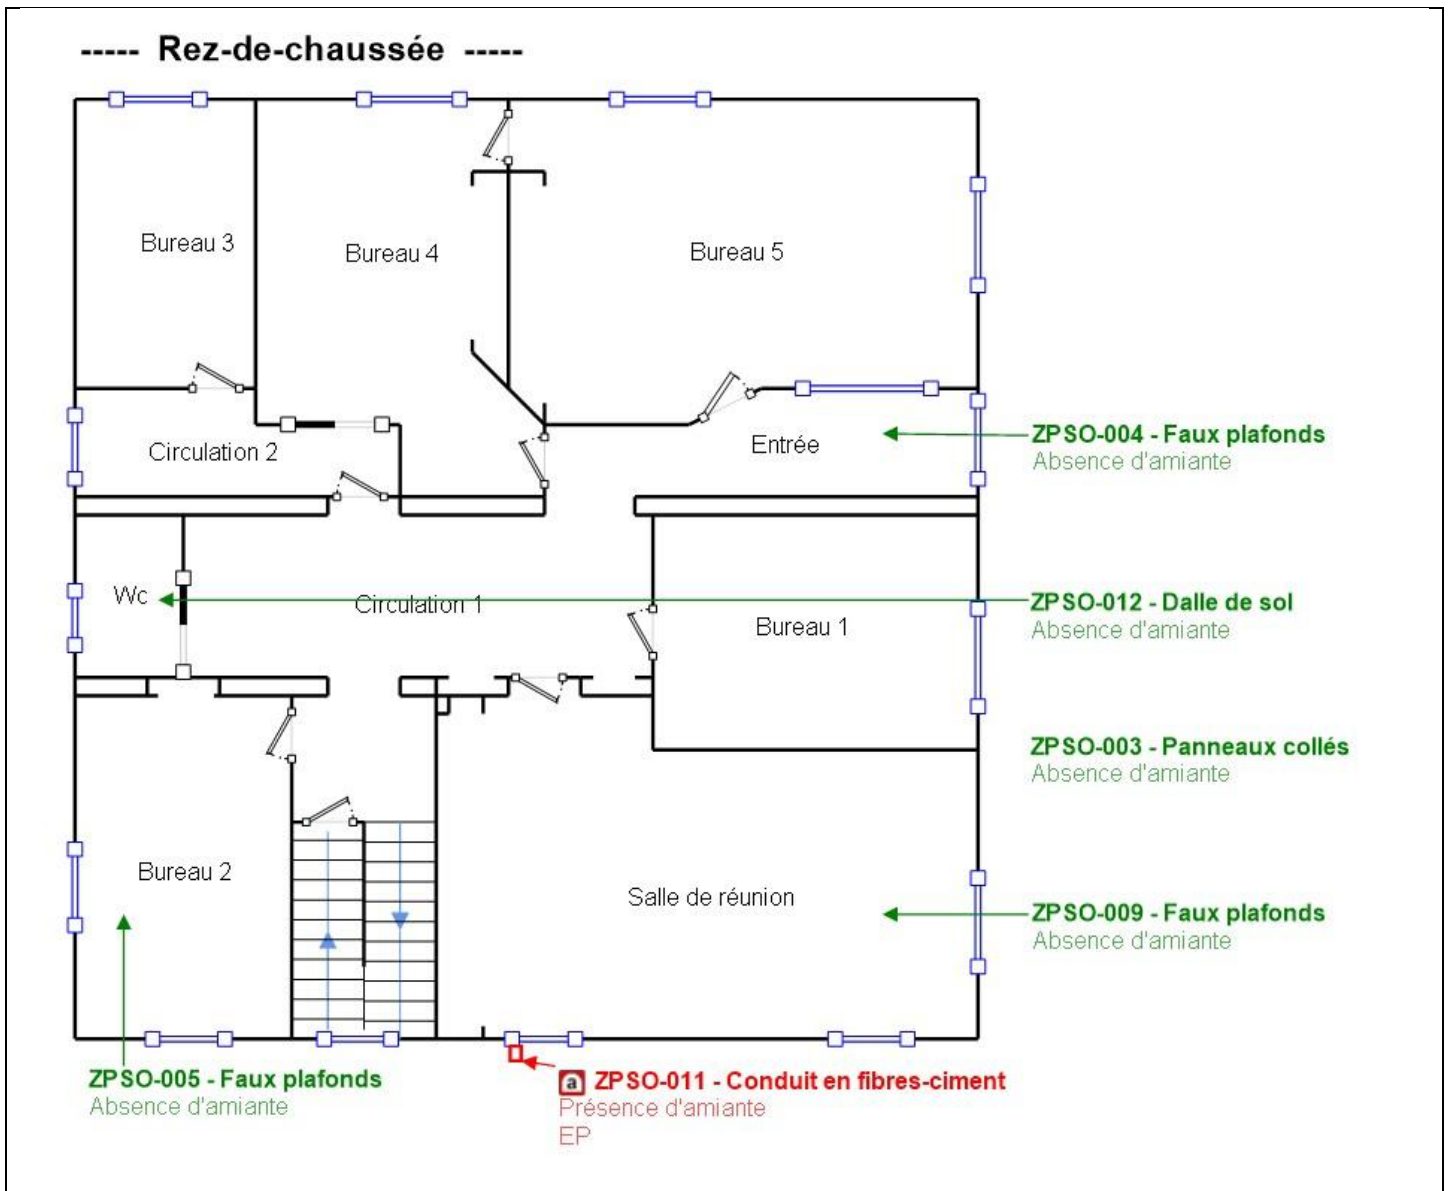 ----- Rez-de-chaussée -----
Bureau 3
Bureau 4
Bureau 5
Circulation 2
Entrée
ZPSO-004 - Faux plafonds
Absence d'amiante
Wc
Circulation 1
Bureau 1
ZPSO-012 - Dalle de sol
Absence d'amiante
ZPSO-003 - Panneaux collés
Absence d'amiante
Bureau 2
Salle de réunion
ZPSO-009 - Faux plafonds
Absence d'amiante
ZPSO-005 - Faux plafonds
Absence d'amiante
a ZPSO-011 - Conduit en fibres-ciment
Présence d'amiante
EP